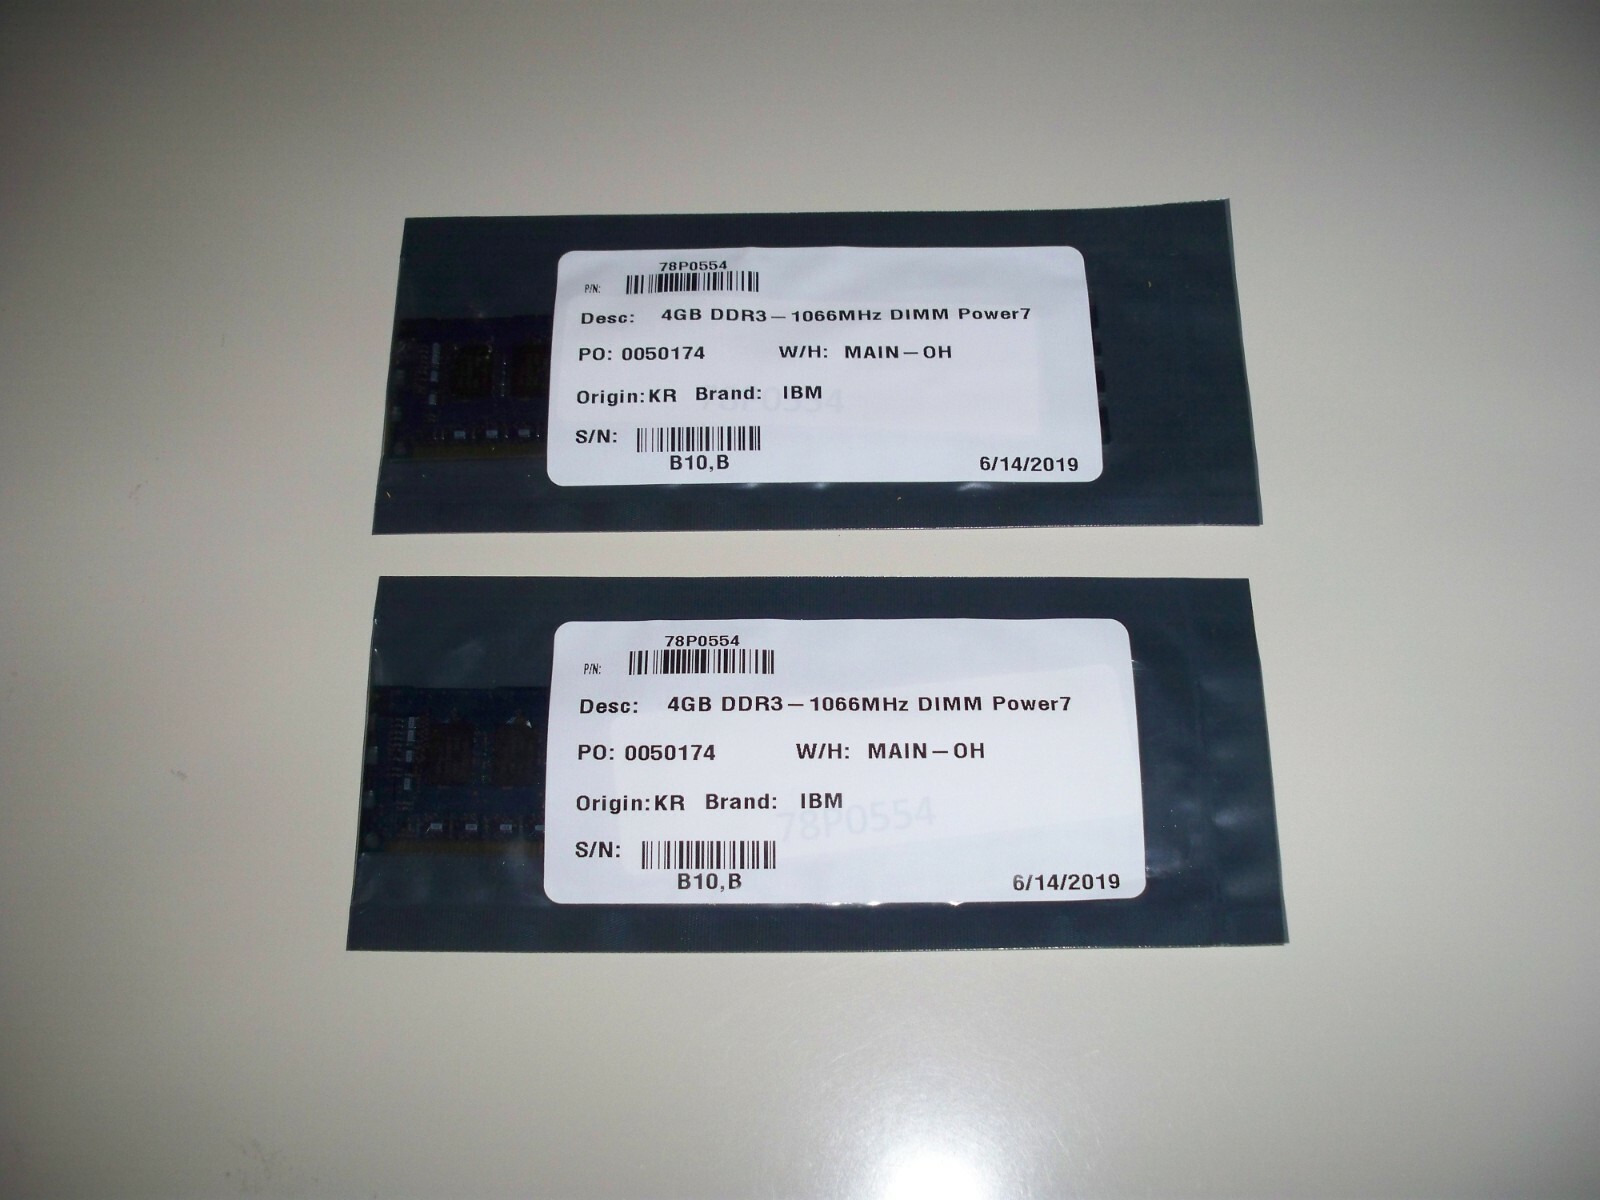 78P0554
P/N:
Desc: 4GB DDR3-1066MHz DIMM Power7
PO: 0050174 W/H: MAIN-OH
Origin:KR Brand: IBM
78P0554
S/N:
B10,B
6/14/2019
78P0554
P/N:
Desc: 4GB DDR3-1066MHz DIMM Power7
PO: 0050174 W/H: MAIN-OH
Origin:KR Brand: IBM
78P0554
S/N:
B10,B
6/14/2019